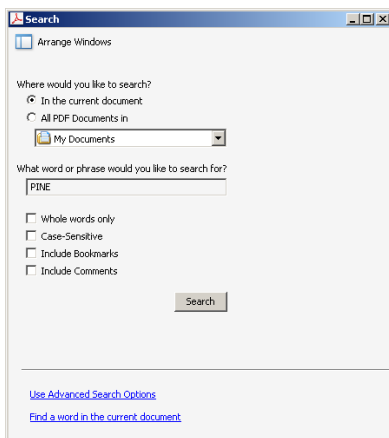 Search
Arrange Windows
Where would you like to search?
In the current document
All PDF Documents in
My Documents
What word or phrase would you like to search for?
PINE
Whole words only
Case-Sensitive
Include Bookmarks
Include Comments
Search
Use Advanced Search Options
Find a word in the current document